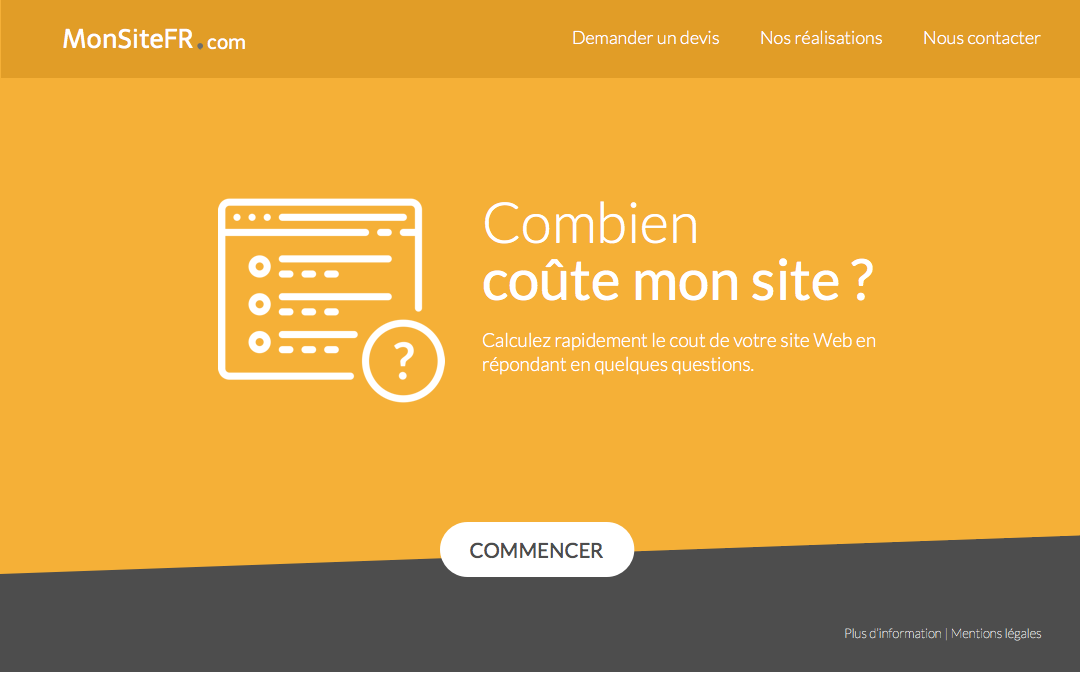 MonSiteFR.com
Demander un devis
Nos réalisations
Nous contacter
Combien
coûte mon site ?
Calculez rapidement le cout de votre site Web en
répondant en quelques questions.
?
COMMENCER
Plus d'information | Mentions légales